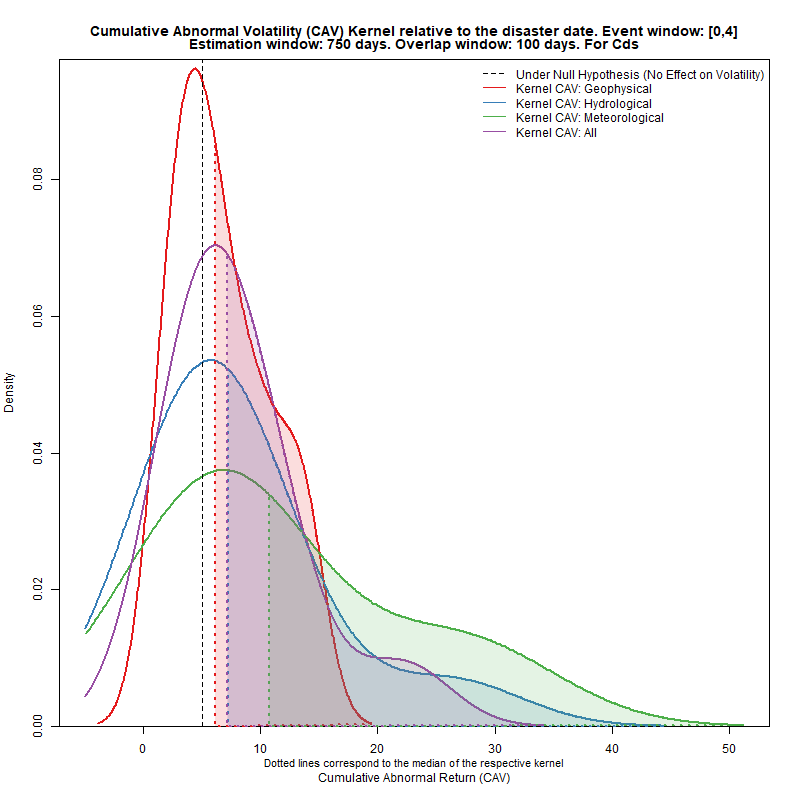 Cumulative Abnormal Volatility (CAV) Kernel relative to the disaster date. Event window: [0,4]
Estimation window: 750 days. Overlap window: 100 days. For Cds
Under Null Hypothesis (No Effect on Volatility)
Kernel CAV: Geophysical
Kernel CAV: Hydrological
Kernel CAV: Meteorological
Kernel CAV: All
0.08
0.06
0.04
0.02
0.00
Density
0 10 20 30 40 50
Dotted lines correspond to the median of the respective kernel
Cumulative Abnormal Return (CAV)